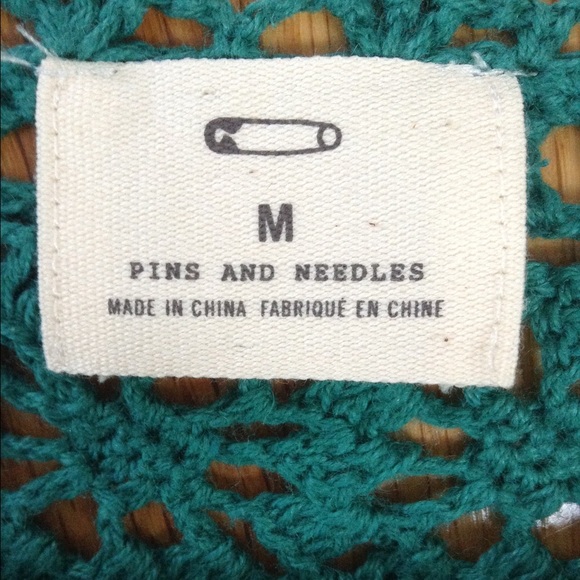 M
PINS AND NEEDLES
MADE IN CHINA FABRIQUÉ EN CHINE